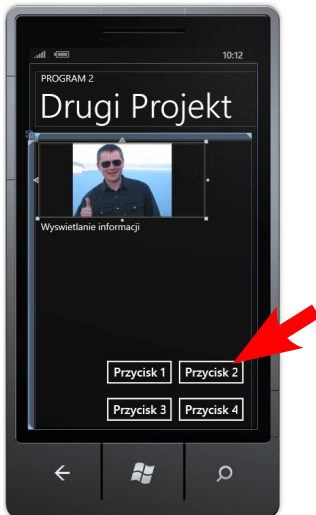 10:12
PROGRAM 2
Drugi Projekt
Wyswietlanie informacji
Przycisk 1 Przycisk 2
Przycisk 3 Przycisk 4